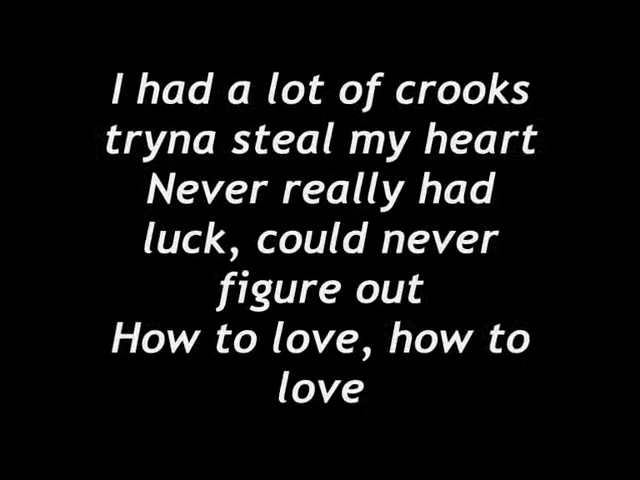 I had a lot of crooks
tryna steal my heart
Never really had
luck, could never
figure out
How to love, how to
love